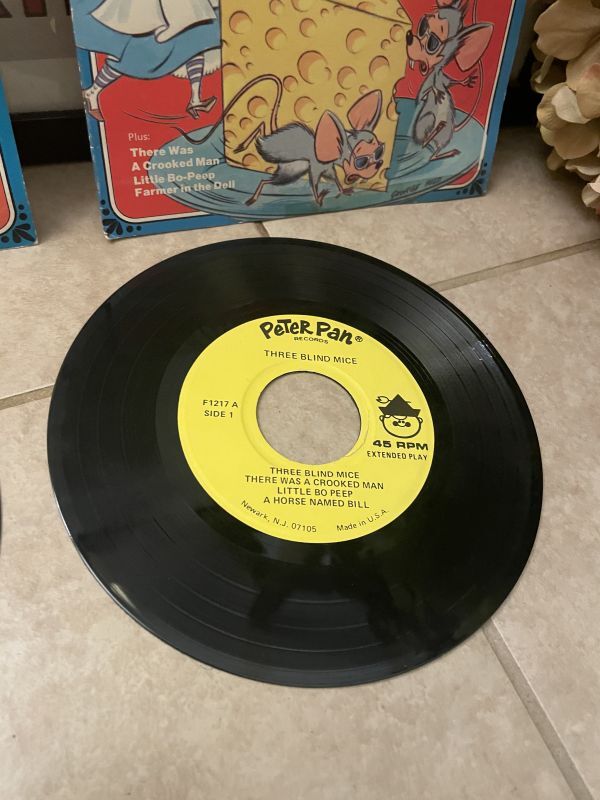 Plus:
There Was
A Crooked Man
Little Bo-Peep
Farmer in the Dell
PETER PAN®
RECORDS
THREE BLIND MICE
F1217 A
SIDE 1
45 RPM
EXTENDED PLAY
THREE BLIND MICE
THERE WAS A CROOKED MAN
LITTLE BO PEEP
A HORSE NAMED BILL
Newark, N.J. 07105
Made in U.S.A.